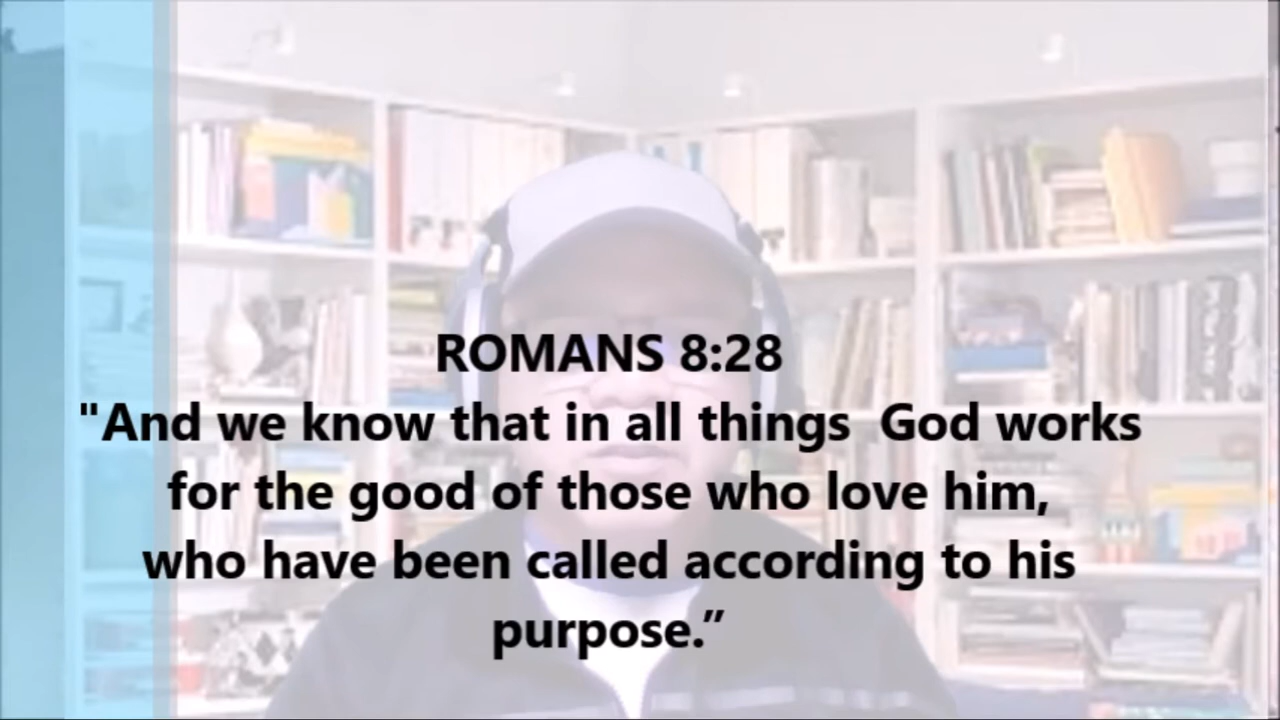 ROMANS 8:28
"And we know that in all things  God works
for the good of those who love him,
who have been called according to his
purpose.”